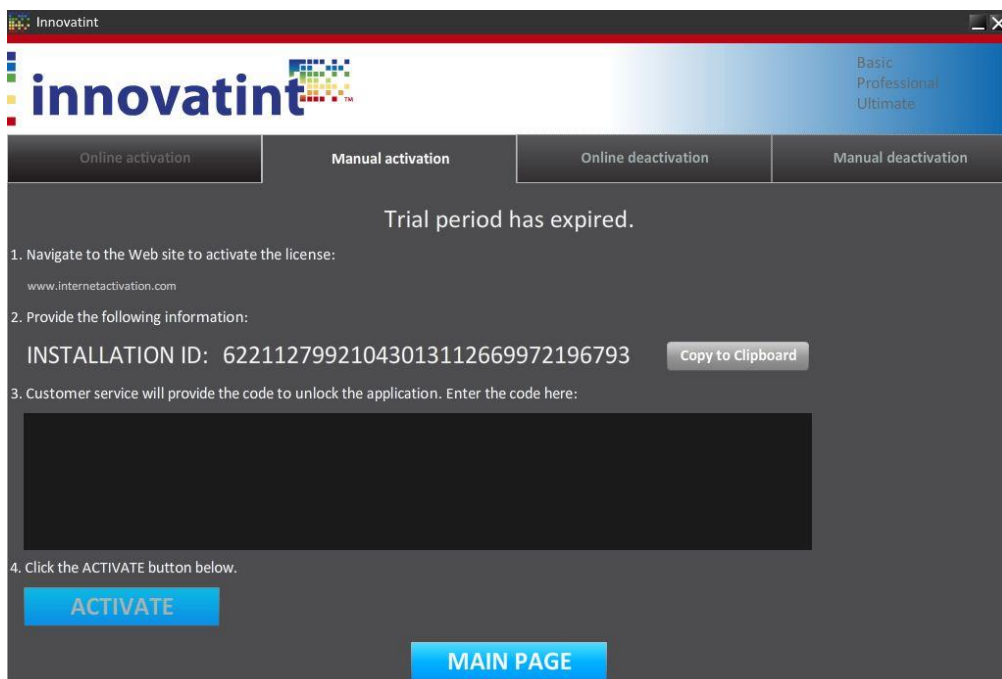 Innovatint
innovatint™
Basic
Professional
Ultimate
Online activation
Manual activation
Online deactivation
Manual deactivation
Trial period has expired.
1. Navigate to the Web site to activate the license:
www.internetactivation.com
2. Provide the following information:
INSTALLATION ID: 622112799210430131126699721967​93
Copy to Clipboard
3. Customer service will provide the code to unlock the application. Enter the code here:
4. Click the ACTIVATE button below.
ACTIVATE
MAIN PAGE